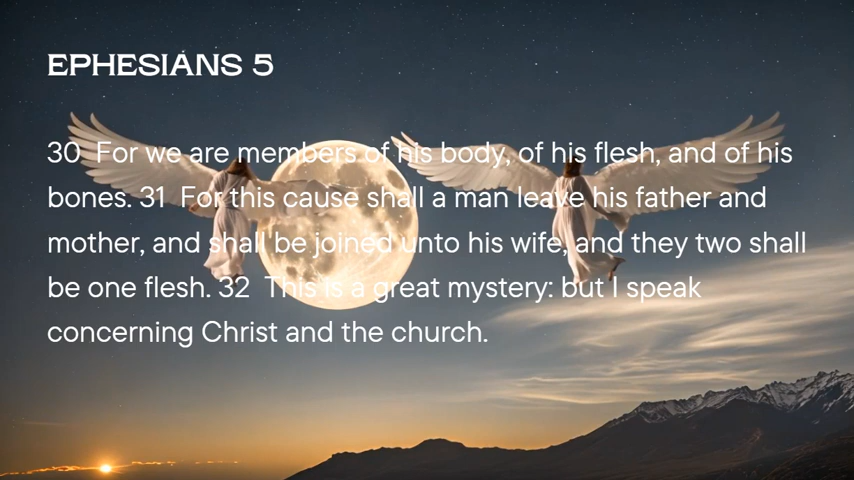 EPHESIANS 5
30  For we are members of his body, of his flesh, and of his
bones. 31  For this cause shall a man leave his father and
mother, and shall be joined unto his wife, and they two shall
be one flesh. 32  This is a great mystery: but I speak
concerning Christ and the church.